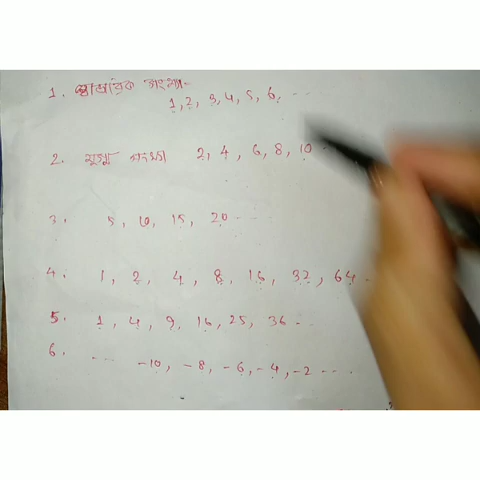 1. স্বাভাবিক সংখ্যা-
1, 2, 3, 4, 5, 6, ...
2. যুগ্ম সংখ্যা 2, 4, 6, 8, 10
3. 5, 10, 15, 20 ...
4. 1, 2, 4, 8, 16, 32, 64 ..
5. 1, 4, 9, 16, 25, 36 ...
6. ... -10, -8, -6, -4, -2 ...